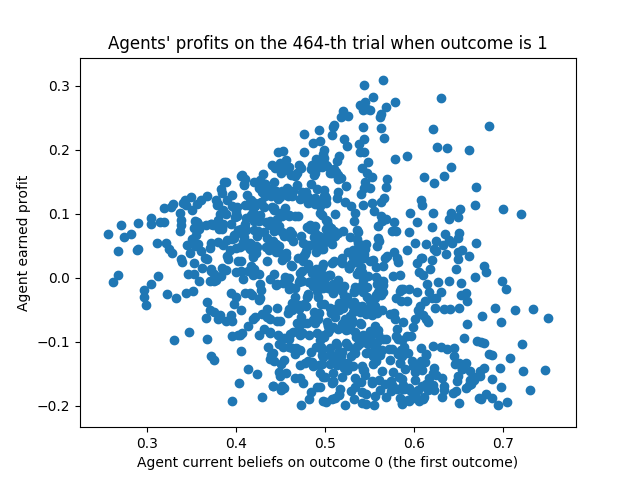 Agents' profits on the 464-th trial when outcome is 1
Agent earned profit
0.3
0.2
0.1
0.0
−0.1
−0.2
0.3 0.4 0.5 0.6 0.7
Agent current beliefs on outcome 0 (the first outcome)